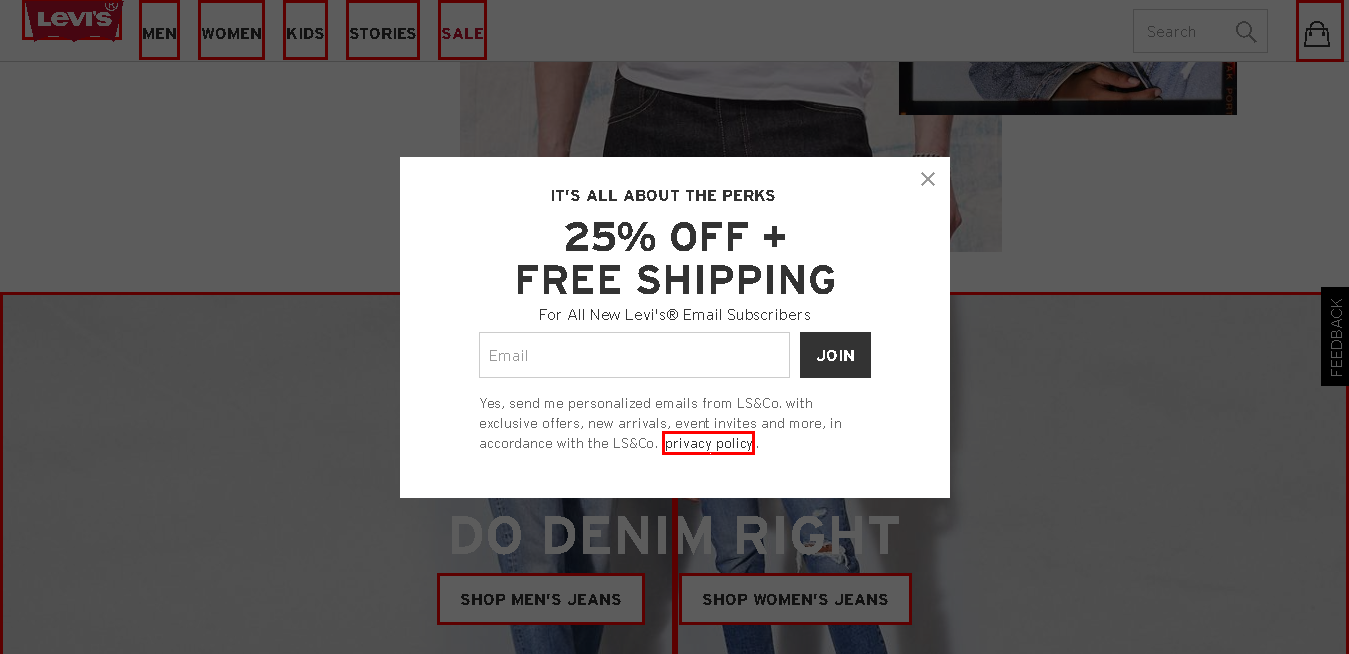 LEVI'S®
MEN WOMEN KIDS STORIES SALE
Search
IT'S ALL ABOUT THE PERKS
25% OFF +
FREE SHIPPING
For All New Levi's® Email Subscribers
Email
JOIN
Yes, send me personalized emails from LS&Co. with
exclusive offers, new arrivals, event invites and more, in
accordance with the LS&Co. privacy policy.
FEEDBACK
DO DENIM RIGHT
SHOP MEN'S JEANS
SHOP WOMEN'S JEANS